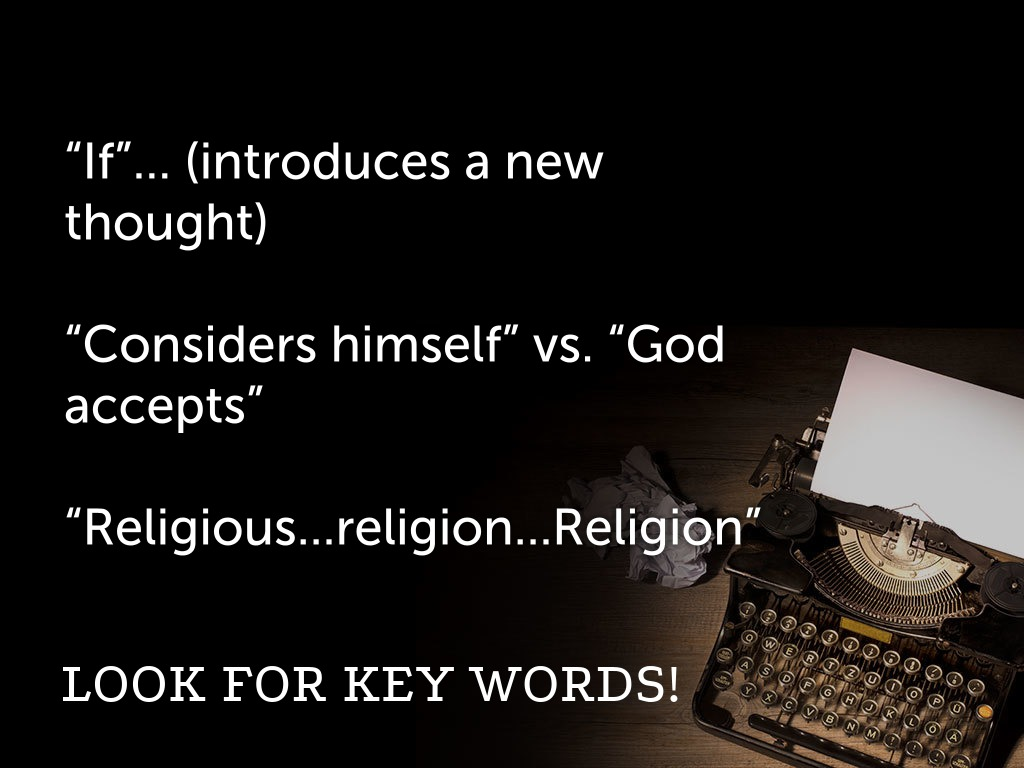 “If”... (introduces a new
thought)
“Considers himself” vs. “God
accepts”
“Religious...religion...Religion”
LOOK FOR KEY WORDS!